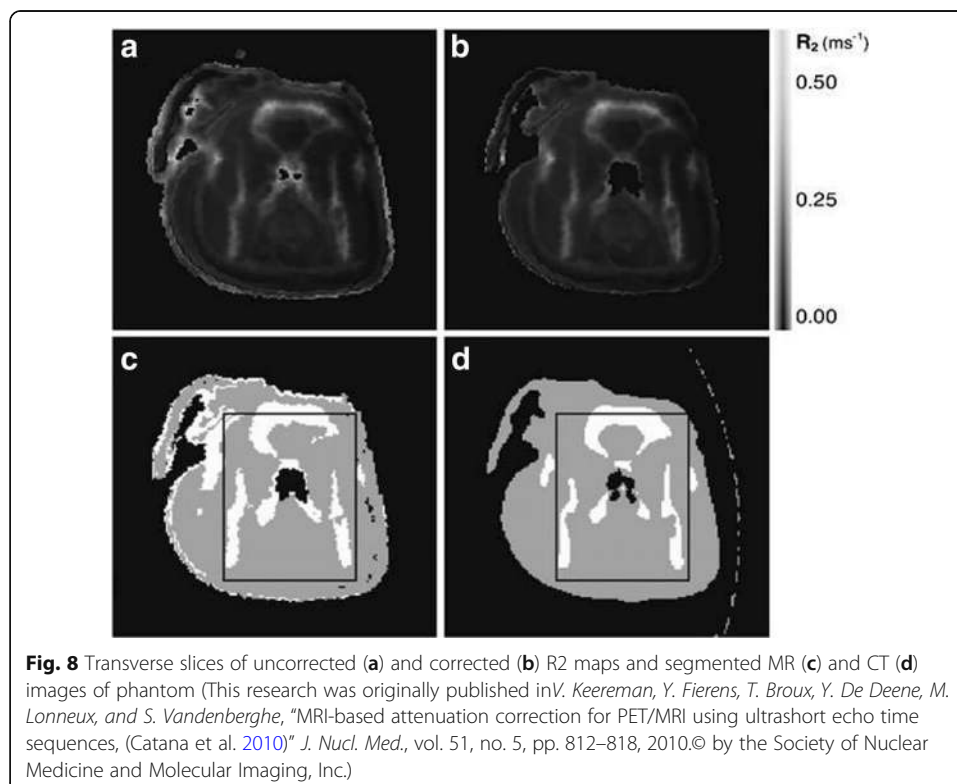 a
b
R₂ (ms⁻¹)
0.50
0.25
0.00
c
d
Fig. 8 Transverse slices of uncorrected (a) and corrected (b) R2 maps and segmented MR (c) and CT (d)
images of phantom (This research was originally published inV. Keereman, Y. Fierens, T. Broux, Y. De Deene, M.
Lonneux, and S. Vandenberghe, “MRI-based attenuation correction for PET/MRI using ultrashort echo time
sequences, (Catana et al. 2010)” J. Nucl. Med., vol. 51, no. 5, pp. 812–818, 2010.© by the Society of Nuclear
Medicine and Molecular Imaging, Inc.)